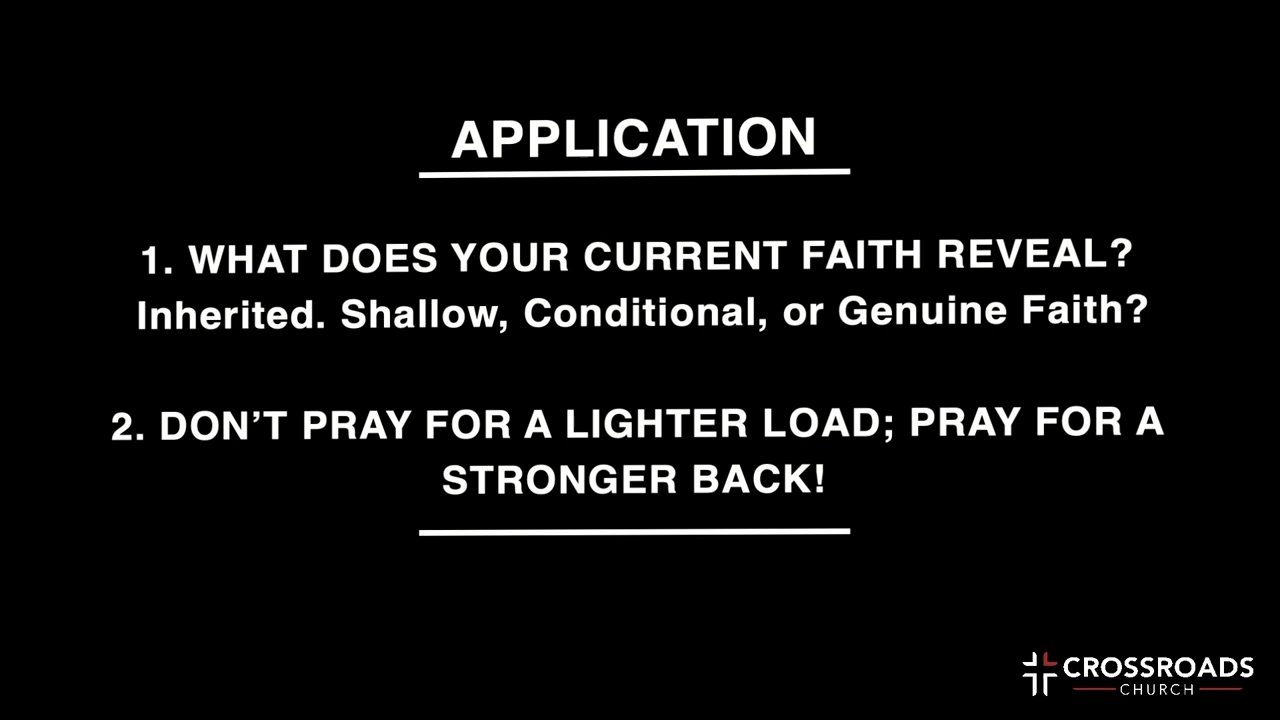 APPLICATION
1. WHAT DOES YOUR CURRENT FAITH REVEAL?
Inherited. Shallow, Conditional, or Genuine Faith?
2. DON’T PRAY FOR A LIGHTER LOAD; PRAY FOR A
STRONGER BACK!
CROSSROADS
CHURCH